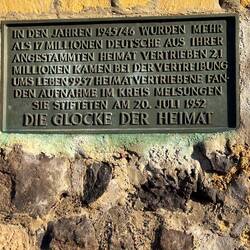 IN DEN JAHREN 1945/46 WURDEN MEHR
ALS 17 MILLIONEN DEUTSCHE AUS IHRER
ANGESTAMMTEN HEIMAT VERTRIEBEN 2,1
MILLIONEN KAMEN BEI DER VERTREIBUNG
UMS LEBEN 9957 HEIMATVERTRIEBENE FAN-
DEN AUFNAHME IM KREIS MELSUNGEN
SIE STIFTETEN AM 20. JULI 1952
DIE GLOCKE DER HEIMAT